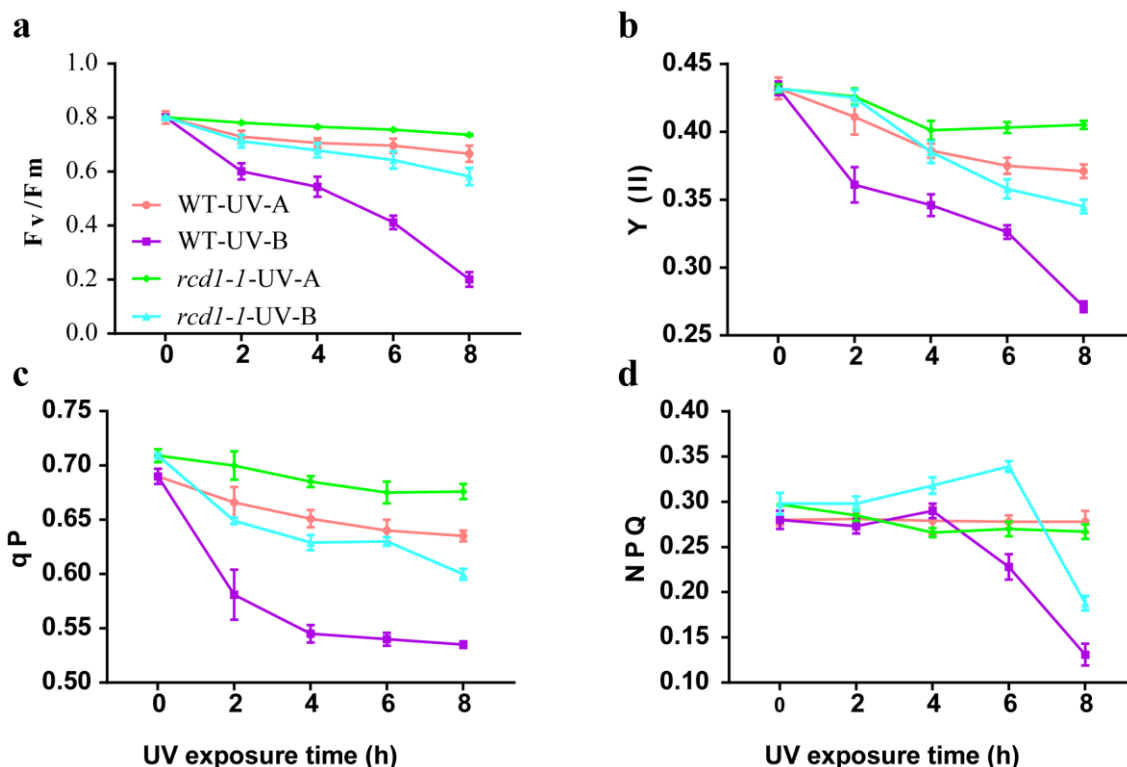 a
Fv/Fm
1.0
0.8
0.6
0.4
0.2
0.0
WT-UV-A
WT-UV-B
rcd1-1-UV-A
rcd1-1-UV-B
0 2 4 6 8
b
Y (II)
0.45
0.40
0.35
0.30
0.25
0 2 4 6 8
c
qP
0.75
0.70
0.65
0.60
0.55
0.50
0 2 4 6 8
UV exposure time (h)
d
NPQ
0.40
0.35
0.30
0.25
0.20
0.15
0.10
0 2 4 6 8
UV exposure time (h)